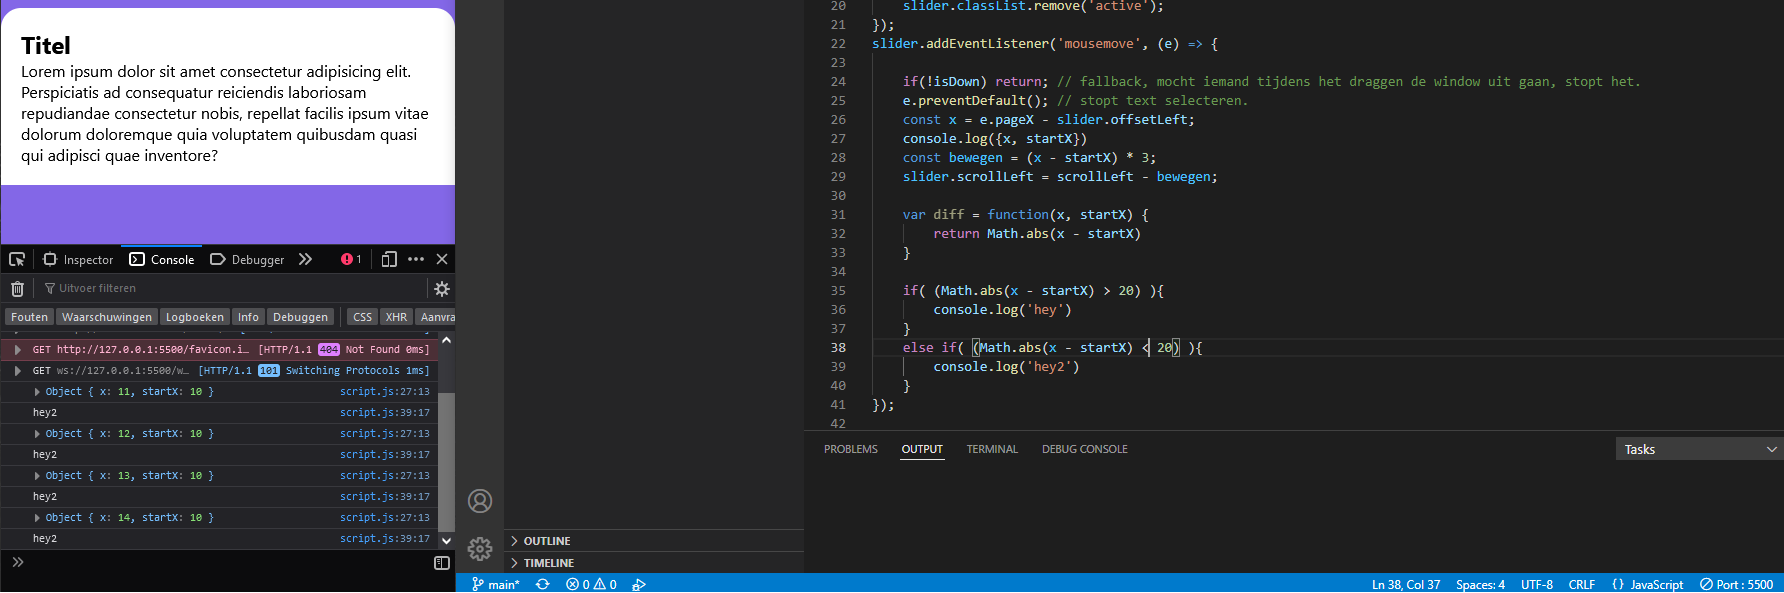 Titel
Lorem ipsum dolor sit amet consectetur adipisicing elit.
Perspiciatis ad consequatur reiciendis laboriosam
repudiandae consectetur nobis, repellat facilis ipsum vitae
dolorum doloremque quia voluptatem quibusdam quasi
qui adipisci quae inventore?
Inspector Console Debugger 1
Uitvoer filteren
Fouten Waarschuwingen Logboeken Info Debuggen CSS XHR Aanvra
GET http://127.0.0.1:5500/favicon.i… [HTTP/1.1 404 Not Found 0ms]
GET ws://127.0.0.1:5500/w… [HTTP/1.1 101 Switching Protocols 1ms]
Object { x: 11, startX: 10 } script.js:27:13
hey2 script.js:39:17
Object { x: 12, startX: 10 } script.js:27:13
hey2 script.js:39:17
Object { x: 13, startX: 10 } script.js:27:13
hey2 script.js:39:17
Object { x: 14, startX: 10 } script.js:27:13
hey2 script.js:39:17
OUTLINE
TIMELINE
20 slider.classList.remove('active');
21 });
22 slider.addEventListener('mousemove', (e) => {
23
24 if(!isDown) return; // fallback, mocht iemand tijdens het draggen de window uit gaan, stopt het.
25 e.preventDefault(); // stopt text selecteren.
26 const x = e.pageX - slider.offsetLeft;
27 console.log({x, startX})
28 const bewegen = (x - startX) * 3;
29 slider.scrollLeft = scrollLeft - bewegen;
30
31 var diff = function(x, startX) {
32 return Math.abs(x - startX)
33 }
34
35 if( (Math.abs(x - startX) > 20) ){
36 console.log('hey')
37 }
38 else if( (Math.abs(x - startX) < 20) ){
39 console.log('hey2')
40 }
41 });
42
PROBLEMS OUTPUT TERMINAL DEBUG CONSOLE Tasks
main* 0 0 Ln 38, Col 37 Spaces: 4 UTF-8 CRLF {} JavaScript Port : 5500